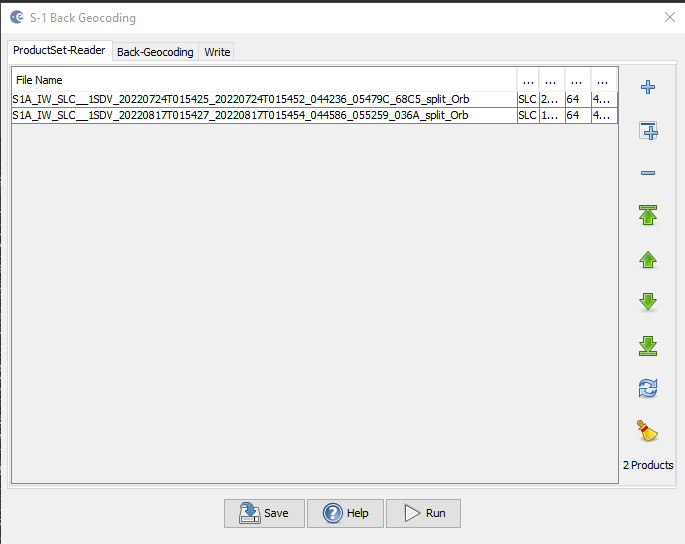 S-1 Back Geocoding
ProductSet-Reader Back-Geocoding Write
File Name ... ... ... ...
S1A_IW_SLC__1SDV_20220724T015425_20220724T015452_044236_05479C_68C5_split_Orb SLC 2... 64 4...
S1A_IW_SLC__1SDV_20220817T015427_20220817T015454_044586_055259_036A_split_Orb SLC 1... 64 4...
2 Products
Save Help Run